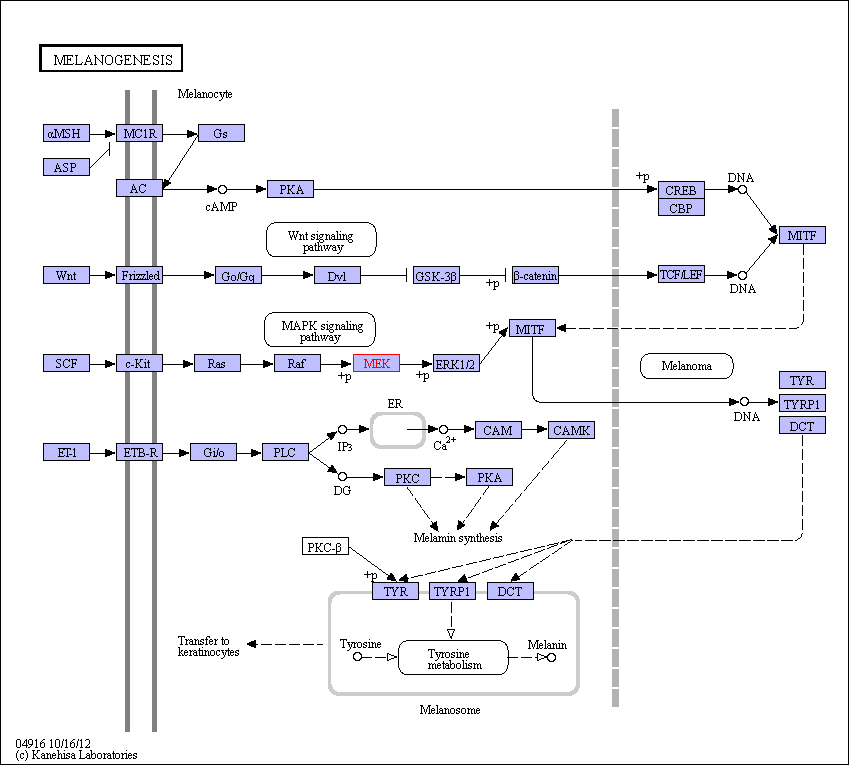 MELANOGENESIS
Melanocyte
αMSH
MC1R
Gs
ASP
AC
cAMP
PKA
+p
CREB
CBP
DNA
MITF
Wnt signaling
pathway
Wnt
Frizzled
Go/Gq
Dvl
GSK-3β
+p
β-catenin
TCF/LEF
DNA
MAPK signaling
pathway
+p
MITF
SCF
c-Kit
Ras
Raf
+p
MEK
+p
ERK1/2
Melanoma
TYR
TYRP1
DCT
DNA
ER
ET-1
ETB-R
Gi/o
PLC
IP3
Ca2+
CAM
CAMK
DG
PKC
PKA
Melamin synthesis
PKC-β
+p
TYR
TYRP1
DCT
Transfer to
keratinocytes
Tyrosine
Tyrosine
metabolism
Melanin
Melanosome
04916 10/16/12
(c) Kanehisa Laboratories